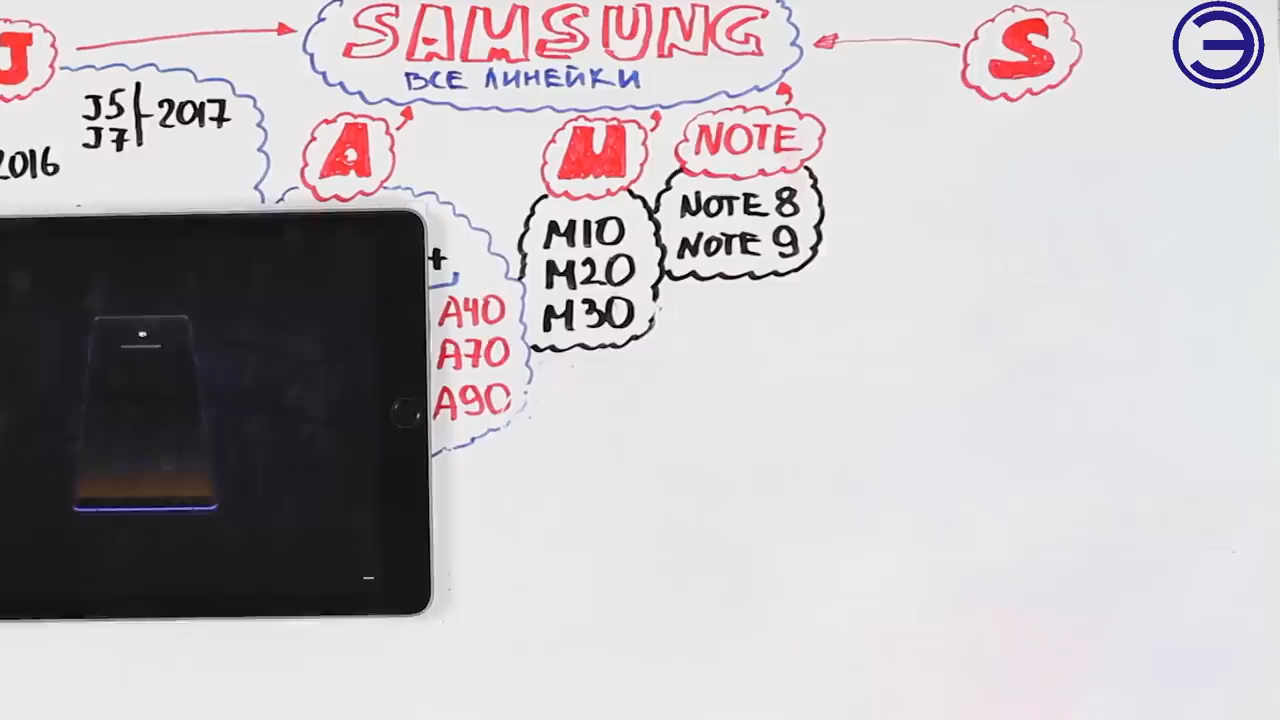 SAMSUNG
ВСЕ ЛИНЕЙКИ
J
J5
J7
2017
2016
A
+
A40
A70
A90
M
M10
M20
M30
NOTE
NOTE 8
NOTE 9
S
Э